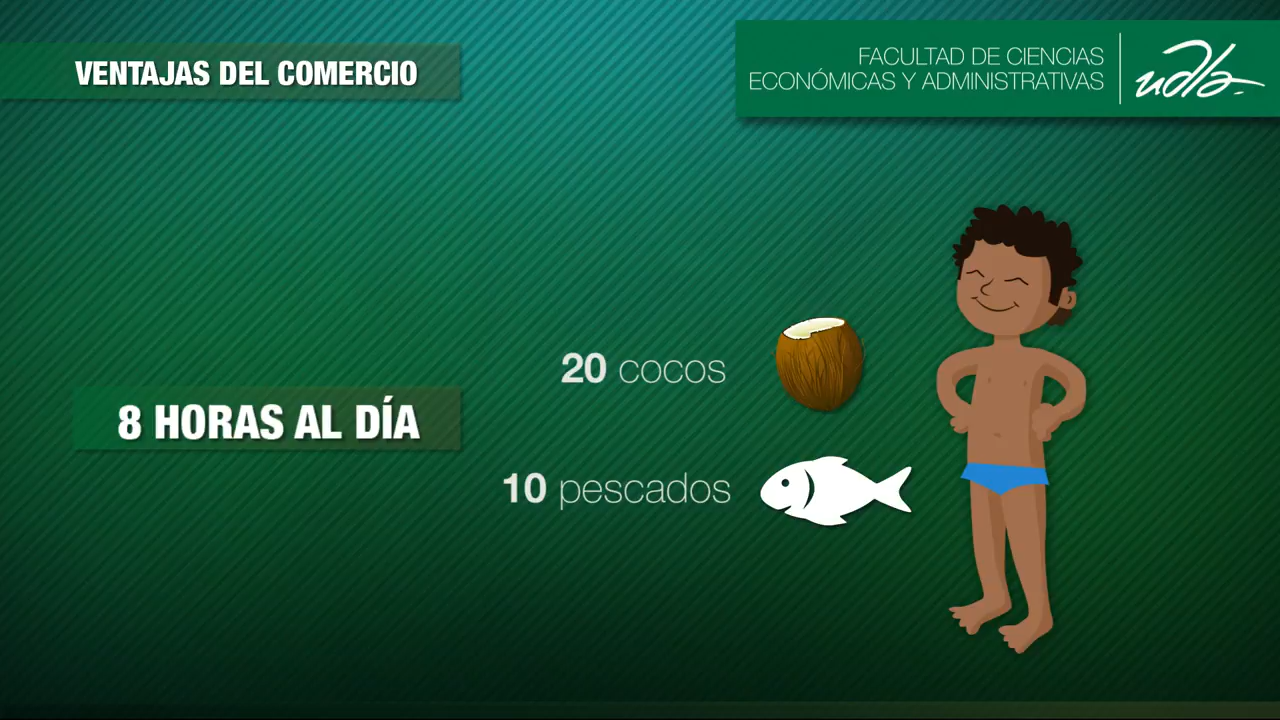 VENTAJAS DEL COMERCIO
FACULTAD DE CIENCIAS
ECONÓMICAS Y ADMINISTRATIVAS
udla-
20 cocos
8 HORAS AL DÍA
10 pescados